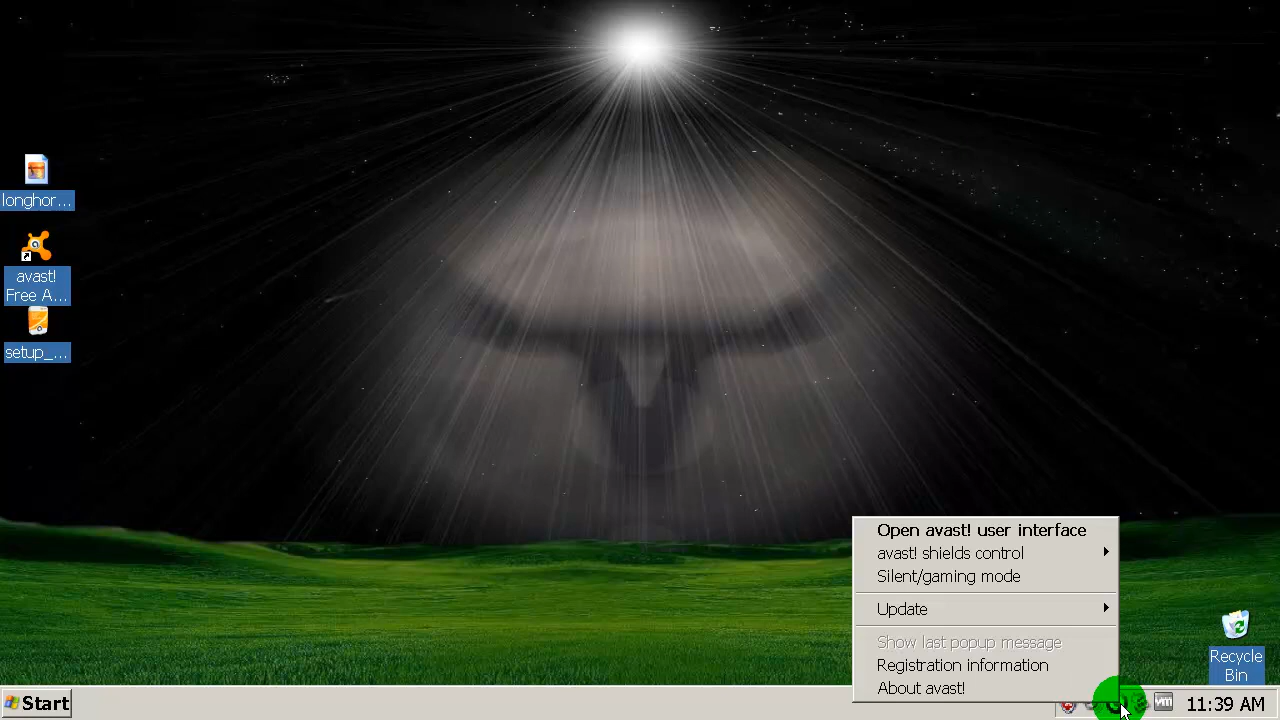 longhor...
avast!
Free A...
setup_...
Open avast! user interface
avast! shields control
Silent/gaming mode
Update
Show last popup message
Registration information
About avast!
Recycle
Bin
Start
vm
11:39 AM